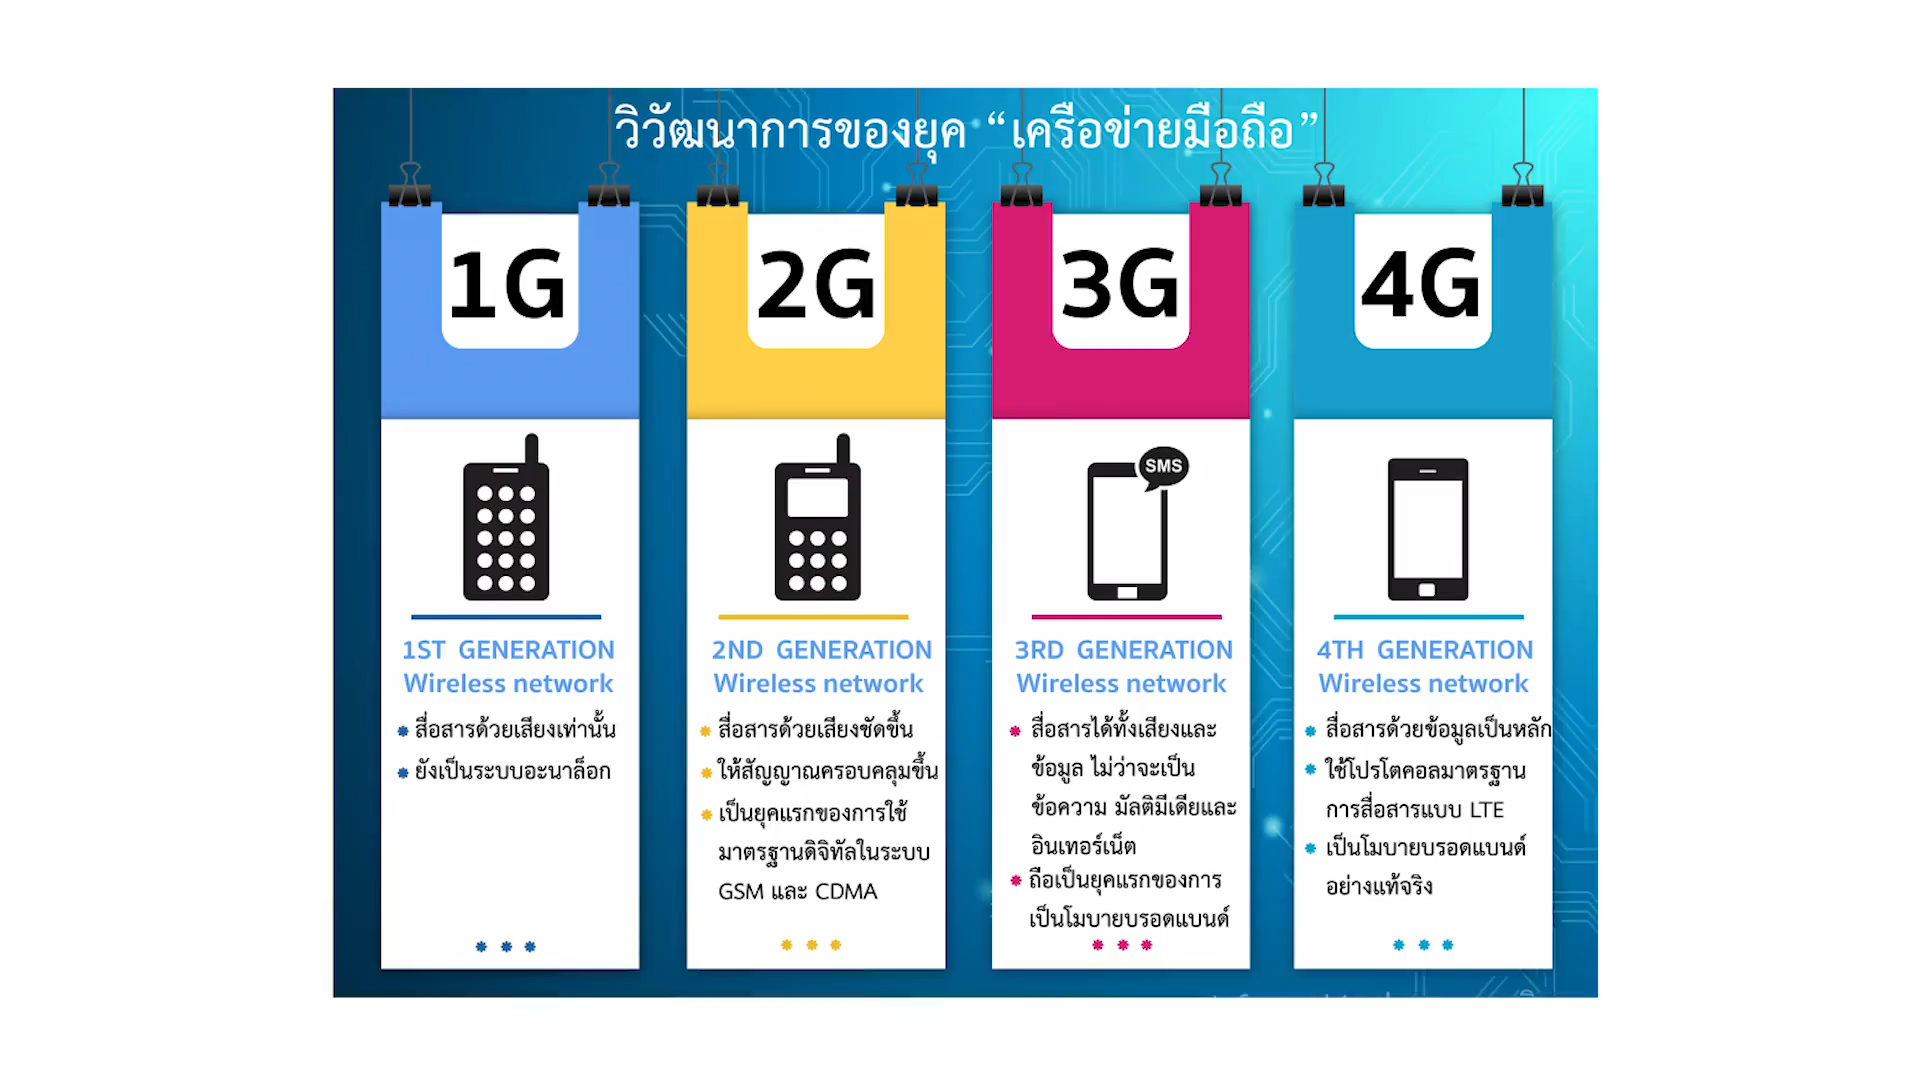 วิวัฒนาการของยุค “เครือข่ายมือถือ”
1G
1ST GENERATION
Wireless network
สื่อสารด้วยเสียงเท่านั้น
ยังเป็นระบบอะนาล็อก
2G
2ND GENERATION
Wireless network
สื่อสารด้วยเสียงชัดขึ้น
ให้สัญญาณครอบคลุมขึ้น
เป็นยุคแรกของการใช้
มาตรฐานดิจิทัลในระบบ
GSM และ CDMA
3G
SMS
3RD GENERATION
Wireless network
สื่อสารได้ทั้งเสียงและ
ข้อมูล ไม่ว่าจะเป็น
ข้อความ มัลติมีเดียและ
อินเทอร์เน็ต
ถือเป็นยุคแรกของการ
เป็นโมบายบรอดแบนด์
4G
4TH GENERATION
Wireless network
สื่อสารด้วยข้อมูลเป็นหลัก
ใช้โปรโตคอลมาตรฐาน
การสื่อสารแบบ LTE
เป็นโมบายบรอดแบนด์
อย่างแท้จริง